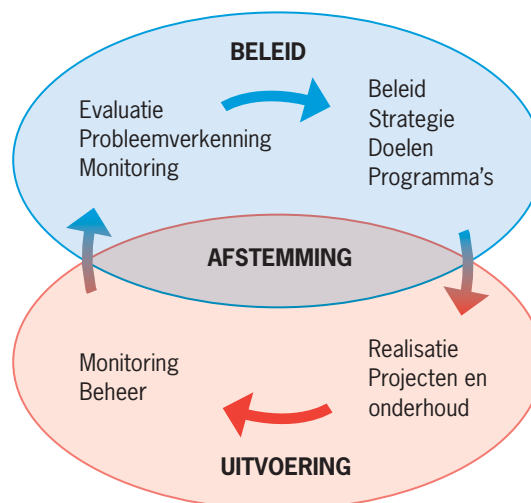 BELEID
Evaluatie
Probleemverkenning
Monitoring
Beleid
Strategie
Doelen
Programma's
AFSTEMMING
Monitoring
Beheer
Realisatie
Projecten en
onderhoud
UITVOERING